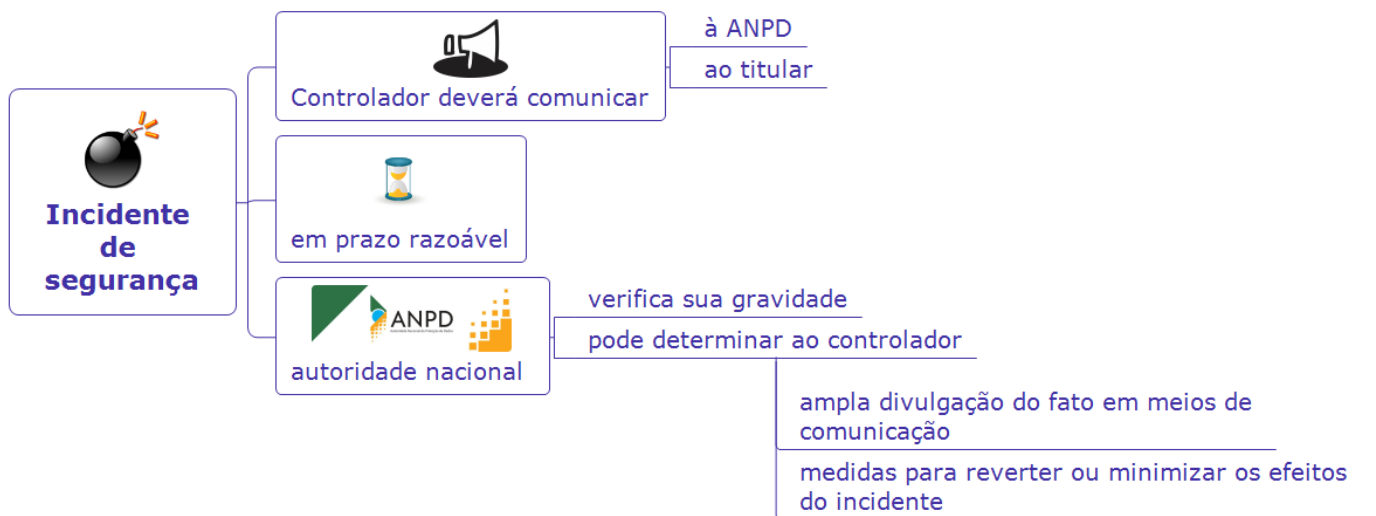 à ANPD
ao titular
Controlador deverá comunicar
Incidente
de
segurança
em prazo razoável
ANPD
autoridade nacional
verifica sua gravidade
pode determinar ao controlador
ampla divulgação do fato em meios de
comunicação
medidas para reverter ou minimizar os efeitos
do incidente